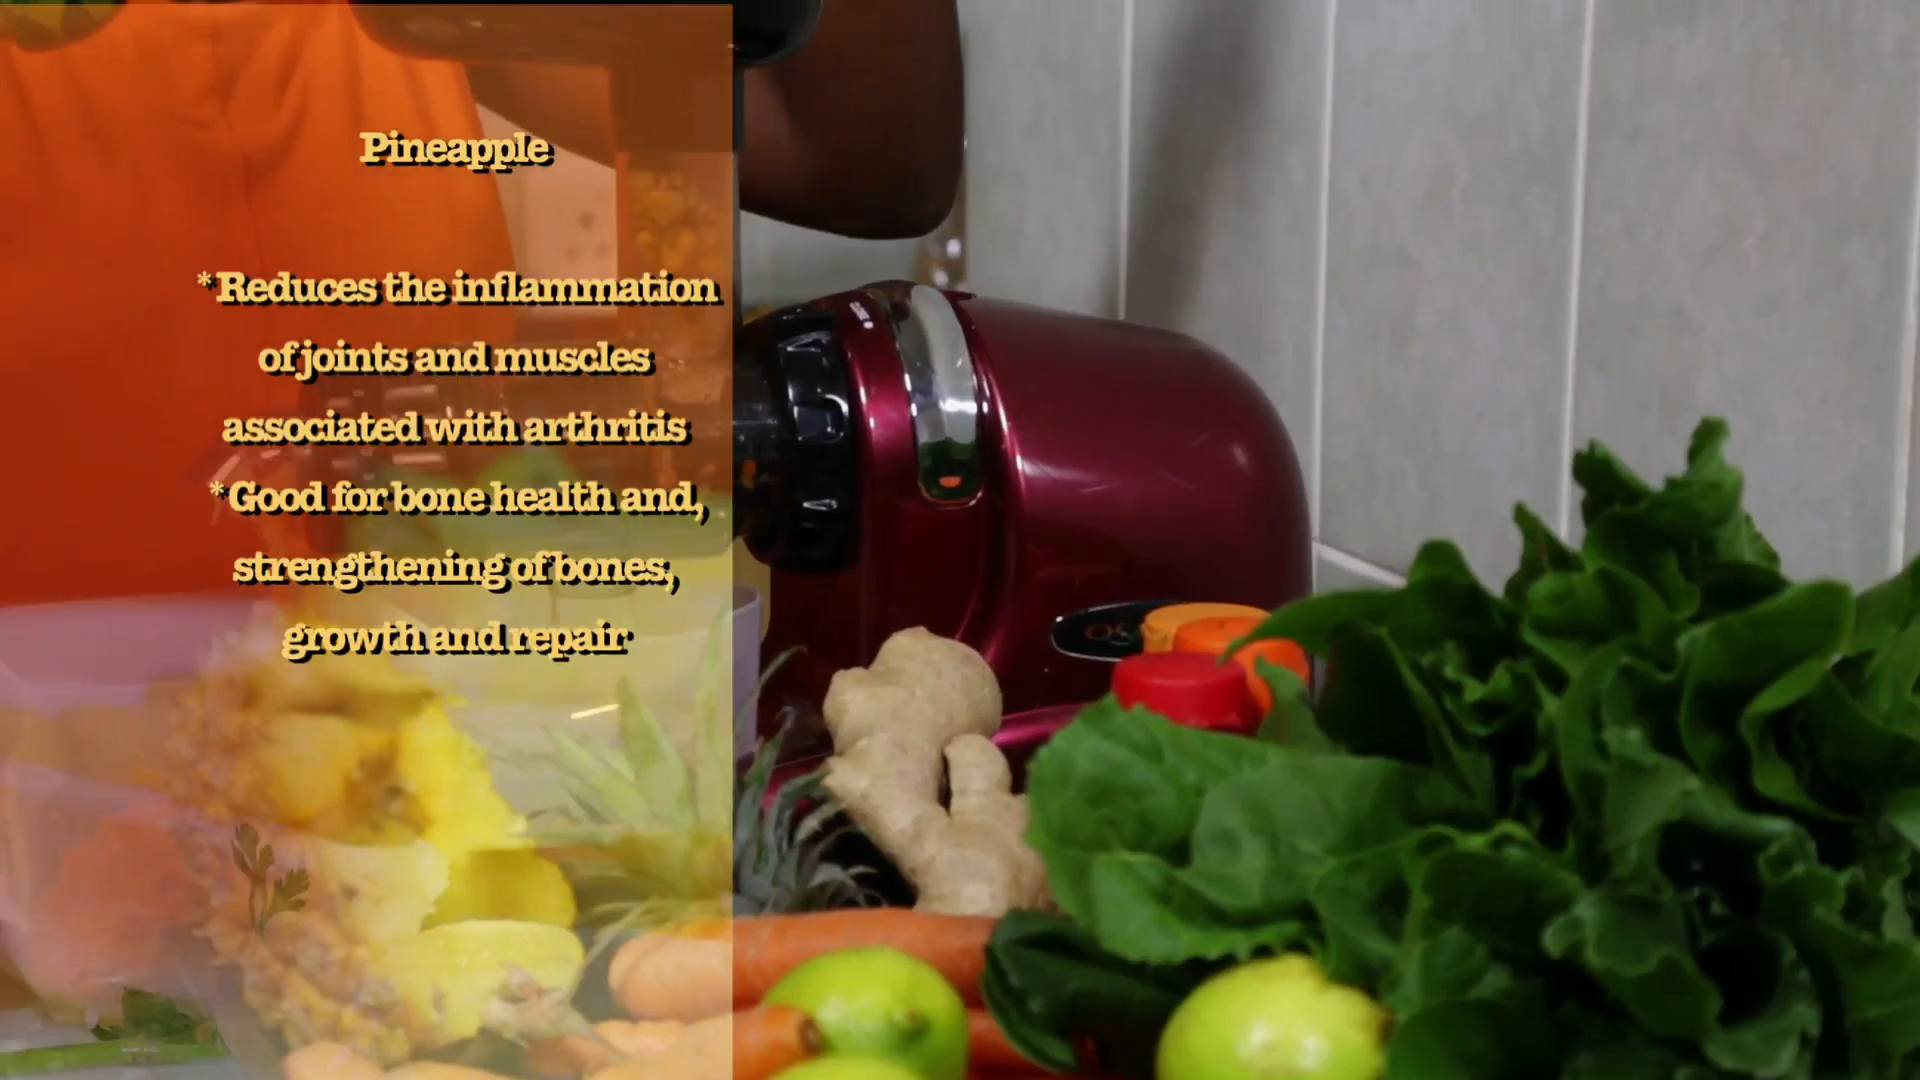 Pineapple
*Reduces the inflammation
of joints and muscles
associated with arthritis
*Good for bone health and,
strengthening of bones,
growth and repair